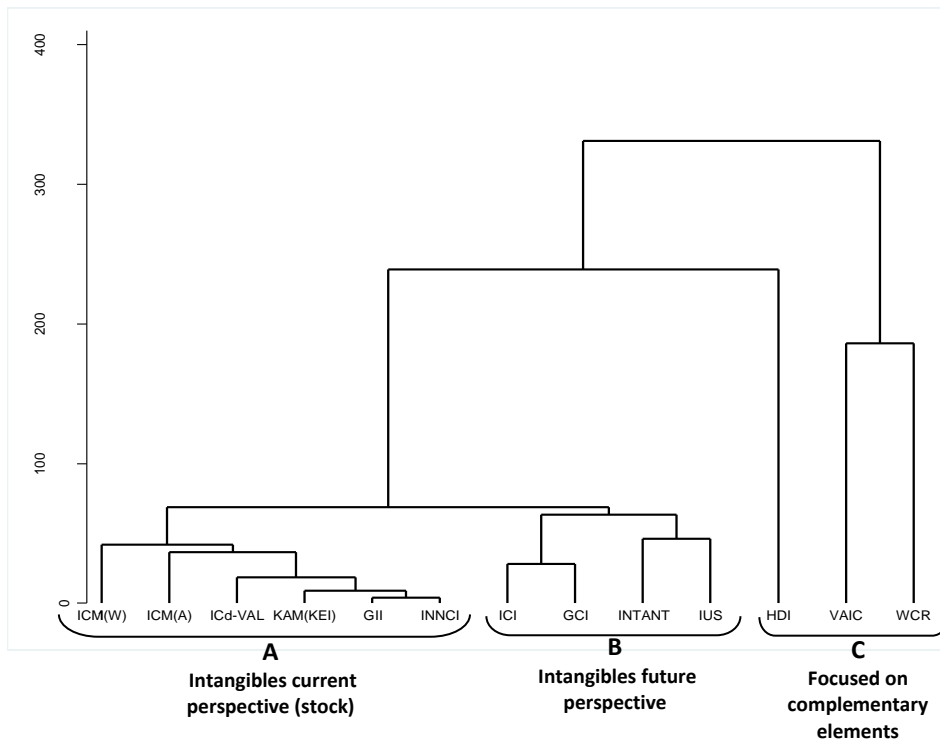 400
300
200
100
0
ICM(W) ICM(A) ICd-VAL KAM(KEI) GII INNCI ICI GCI INTANT IUS HDI VAIC WCR
A B C
Intangibles current
perspective (stock)
Intangibles future
perspective
Focused on
complementary
elements